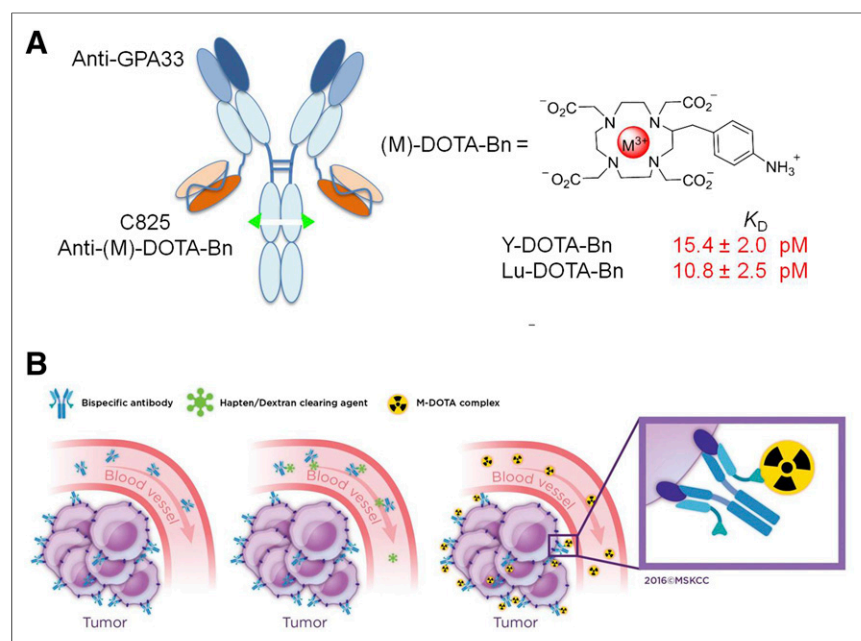 A
Anti-GPA33
C825
Anti-(M)-DOTA-Bn
(M)-DOTA-Bn =
⁻O₂C
CO₂⁻
N
N
M³⁺
N
N
⁻O₂C
CO₂⁻
NH₃⁺
K_D
Y-DOTA-Bn 15.4 ± 2.0 pM
Lu-DOTA-Bn 10.8 ± 2.5 pM
B
Bispecific antibody
Hapten/Dextran clearing agent
M-DOTA complex
Blood vessel
Tumor
Blood vessel
Tumor
Blood vessel
Tumor
2016©MSKCC